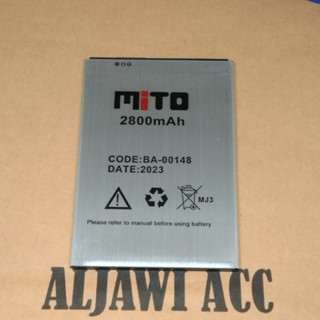 MiTO
2800mAh
CODE:BA-00148
DATE:2023
MJ3
Please refer to manual before using battery
ALJAWI ACC